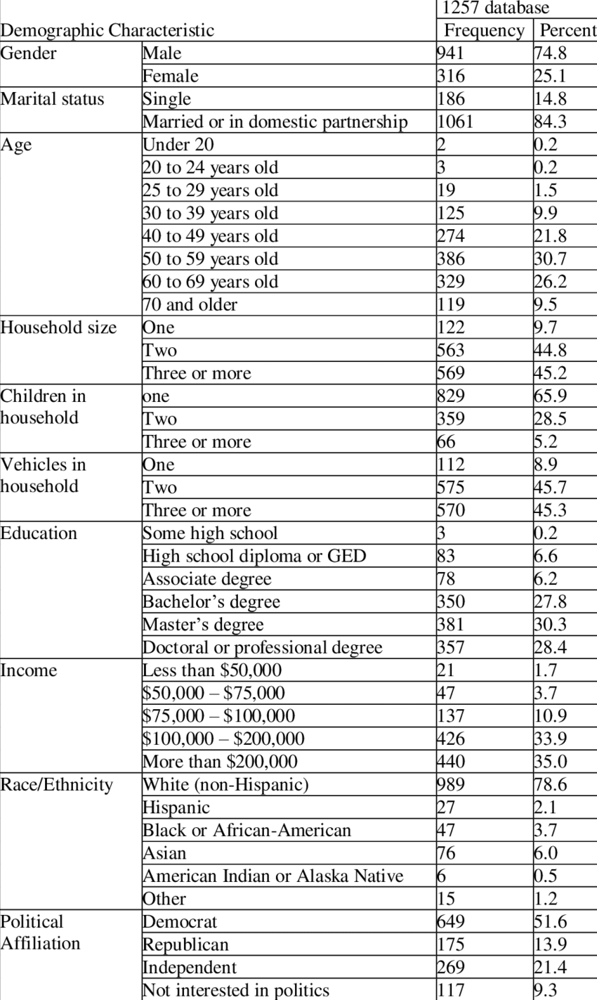 1257 database
Demographic Characteristic Frequency Percent
Gender Male 941 74.8
Female 316 25.1
Marital status Single 186 14.8
Married or in domestic partnership 1061 84.3
Age Under 20 2 0.2
20 to 24 years old 3 0.2
25 to 29 years old 19 1.5
30 to 39 years old 125 9.9
40 to 49 years old 274 21.8
50 to 59 years old 386 30.7
60 to 69 years old 329 26.2
70 and older 119 9.5
Household size One 122 9.7
Two 563 44.8
Three or more 569 45.2
Children in one 829 65.9
household Two 359 28.5
Three or more 66 5.2
Vehicles in One 112 8.9
household Two 575 45.7
Three or more 570 45.3
Education Some high school 3 0.2
High school diploma or GED 83 6.6
Associate degree 78 6.2
Bachelor’s degree 350 27.8
Master’s degree 381 30.3
Doctoral or professional degree 357 28.4
Income Less than $50,000 21 1.7
$50,000 – $75,000 47 3.7
$75,000 – $100,000 137 10.9
$100,000 – $200,000 426 33.9
More than $200,000 440 35.0
Race/Ethnicity White (non-Hispanic) 989 78.6
Hispanic 27 2.1
Black or African-American 47 3.7
Asian 76 6.0
American Indian or Alaska Native 6 0.5
Other 15 1.2
Political Democrat 649 51.6
Affiliation Republican 175 13.9
Independent 269 21.4
Not interested in politics 117 9.3